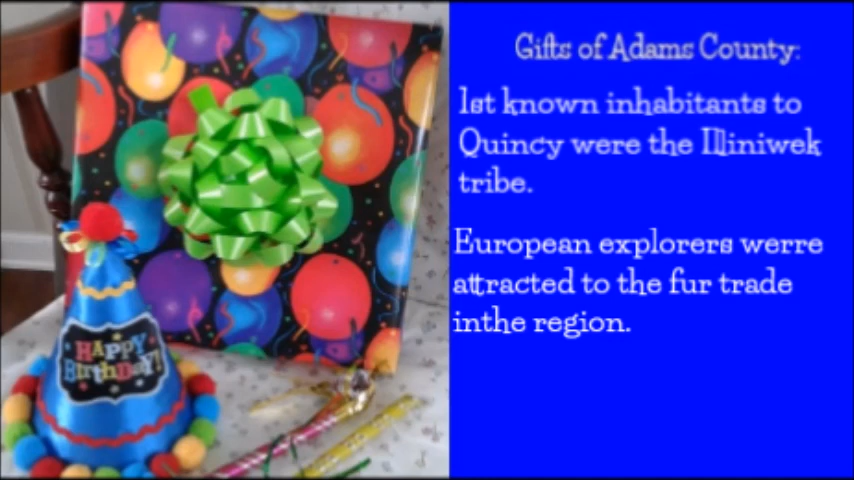 Gifts of Adams County:
1st known inhabitants to
Quincy were the Illiniwek
tribe.
European explorers werre
attracted to the fur trade
inthe region.
HAPPY
BirthDay!